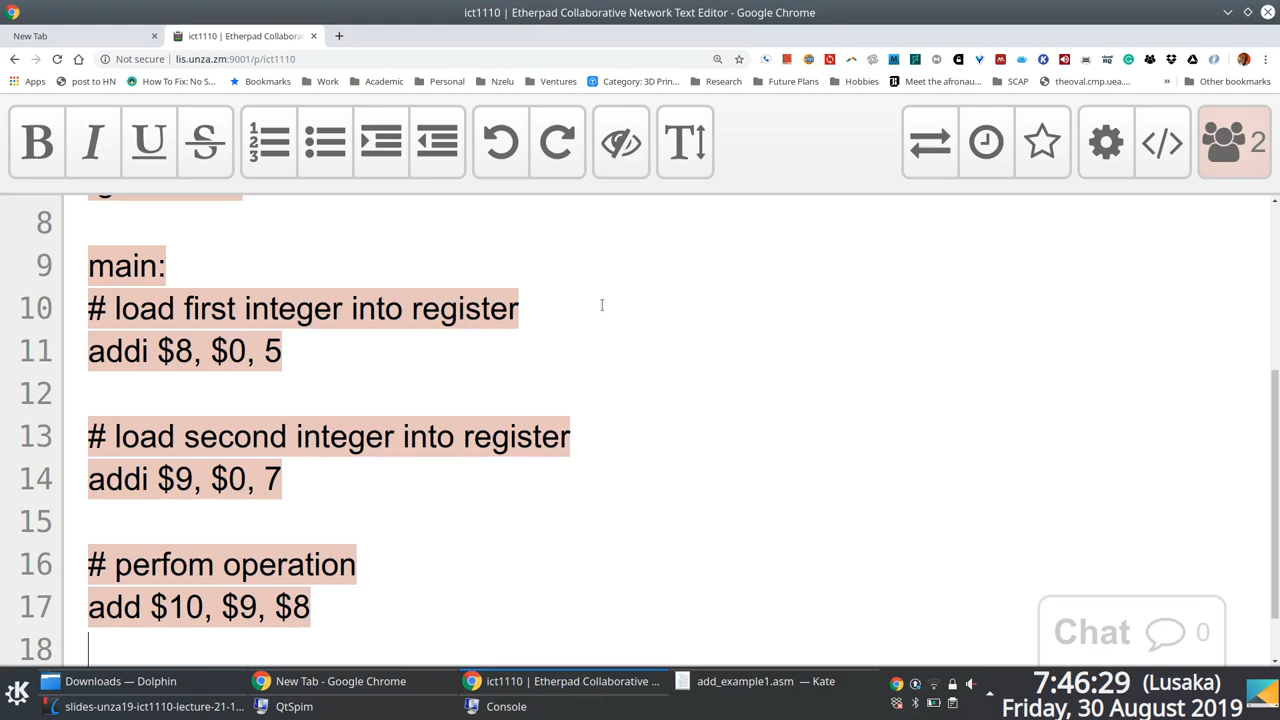 ict1110 | Etherpad Collaborative Network Text Editor - Google Chrome
New Tab
ict1110 | Etherpad Collabora
Not secure | lis.unza.zm:9001/p/ict1110
Apps post to HN How To Fix: No S... Bookmarks Work Academic Personal Nzelu Ventures Category: 3D Prin... Research Future Plans Hobbies Meet the afronau... SCAP theoval.cmp.uea.... Other bookmarks
2
8
9 main:
10 # load first integer into register
11 addi $8, $0, 5
12
13 # load second integer into register
14 addi $9, $0, 7
15
16 # perfom operation
17 add $10, $9, $8
18
Chat 0
Downloads — Dolphin New Tab - Google Chrome ict1110 | Etherpad Collaborative ... add_example1.asm — Kate
slides-unza19-ict1110-lecture-21-1... QtSpim Console
7:46:29 (Lusaka)
Friday, 30 August 2019